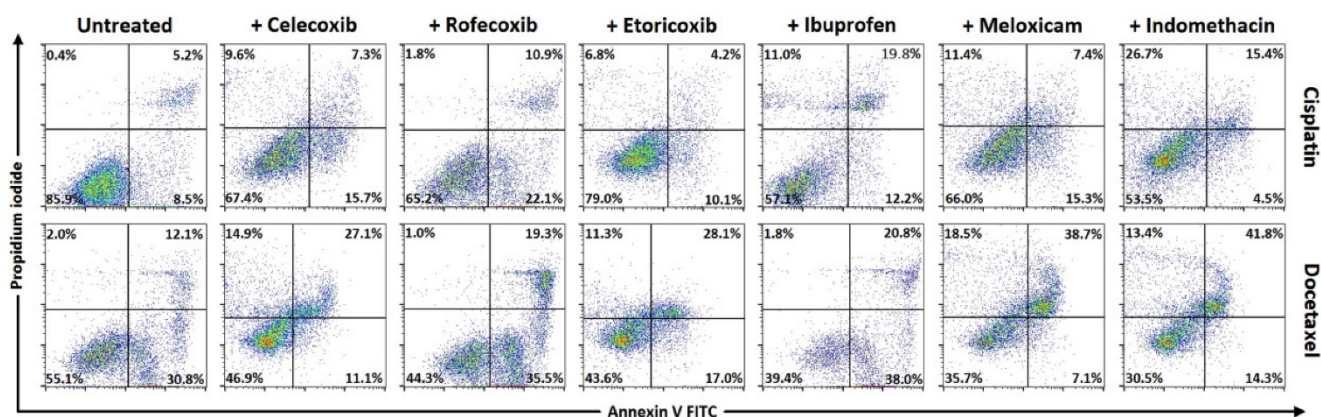 Untreated + Celecoxib + Rofecoxib + Etoricoxib + Ibuprofen + Meloxicam + Indomethacin
0.4% 5.2% 9.6% 7.3% 1.8% 10.9% 6.8% 4.2% 11.0% 19.8% 11.4% 7.4% 26.7% 15.4%
Cisplatin
85.9% 8.5% 67.4% 15.7% 65.2% 22.1% 79.0% 10.1% 57.1% 12.2% 66.0% 15.3% 53.5% 4.5%
Propidium iodide
2.0% 12.1% 14.9% 27.1% 1.0% 19.3% 11.3% 28.1% 1.8% 20.8% 18.5% 38.7% 13.4% 41.8%
Docetaxel
55.1% 30.8% 46.9% 11.1% 44.3% 35.5% 43.6% 17.0% 39.4% 38.0% 35.7% 7.1% 30.5% 14.3%
Annexin V FITC